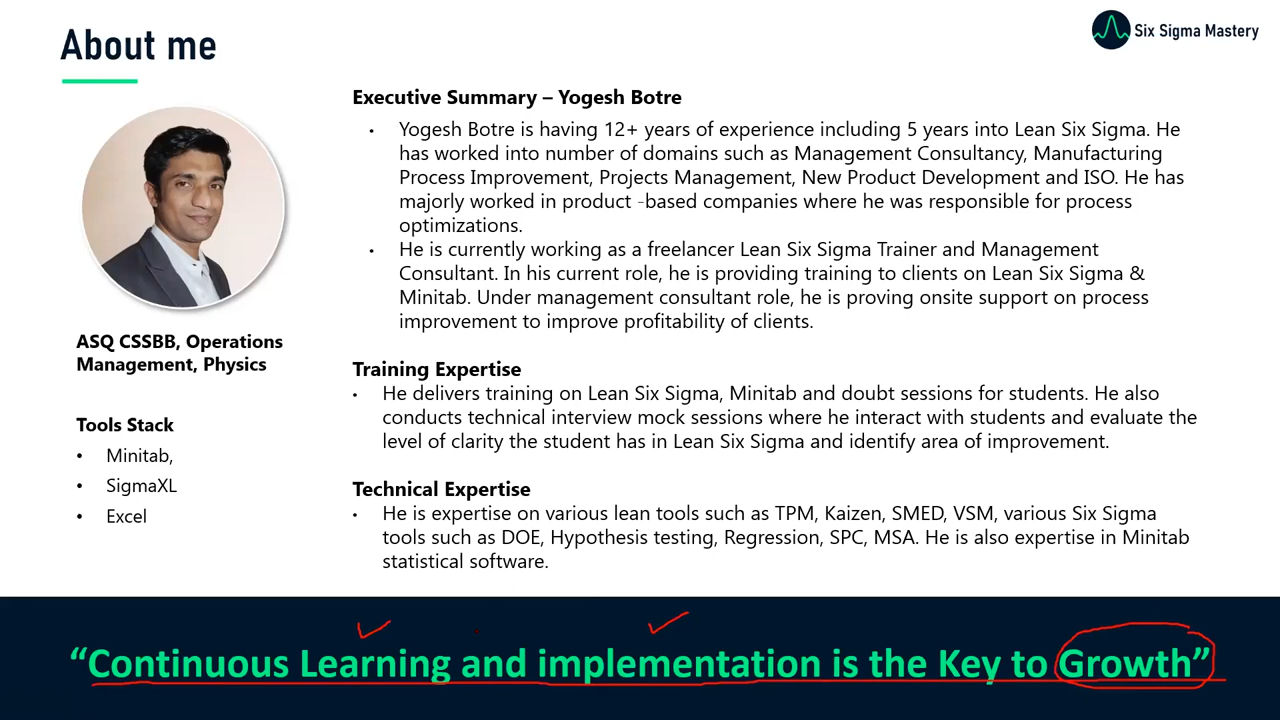 About me
Six Sigma Mastery
ASQ CSSBB, Operations
Management, Physics
Tools Stack
• Minitab,
• SigmaXL
• Excel
Executive Summary – Yogesh Botre
• Yogesh Botre is having 12+ years of experience including 5 years into Lean Six Sigma. He
has worked into number of domains such as Management Consultancy, Manufacturing
Process Improvement, Projects Management, New Product Development and ISO. He has
majorly worked in product -based companies where he was responsible for process
optimizations.
• He is currently working as a freelancer Lean Six Sigma Trainer and Management
Consultant. In his current role, he is providing training to clients on Lean Six Sigma &
Minitab. Under management consultant role, he is proving onsite support on process
improvement to improve profitability of clients.
Training Expertise
• He delivers training on Lean Six Sigma, Minitab and doubt sessions for students. He also
conducts technical interview mock sessions where he interact with students and evaluate the
level of clarity the student has in Lean Six Sigma and identify area of improvement.
Technical Expertise
• He is expertise on various lean tools such as TPM, Kaizen, SMED, VSM, various Six Sigma
tools such as DOE, Hypothesis testing, Regression, SPC, MSA. He is also expertise in Minitab
statistical software.
“Continuous Learning and implementation is the Key to Growth”